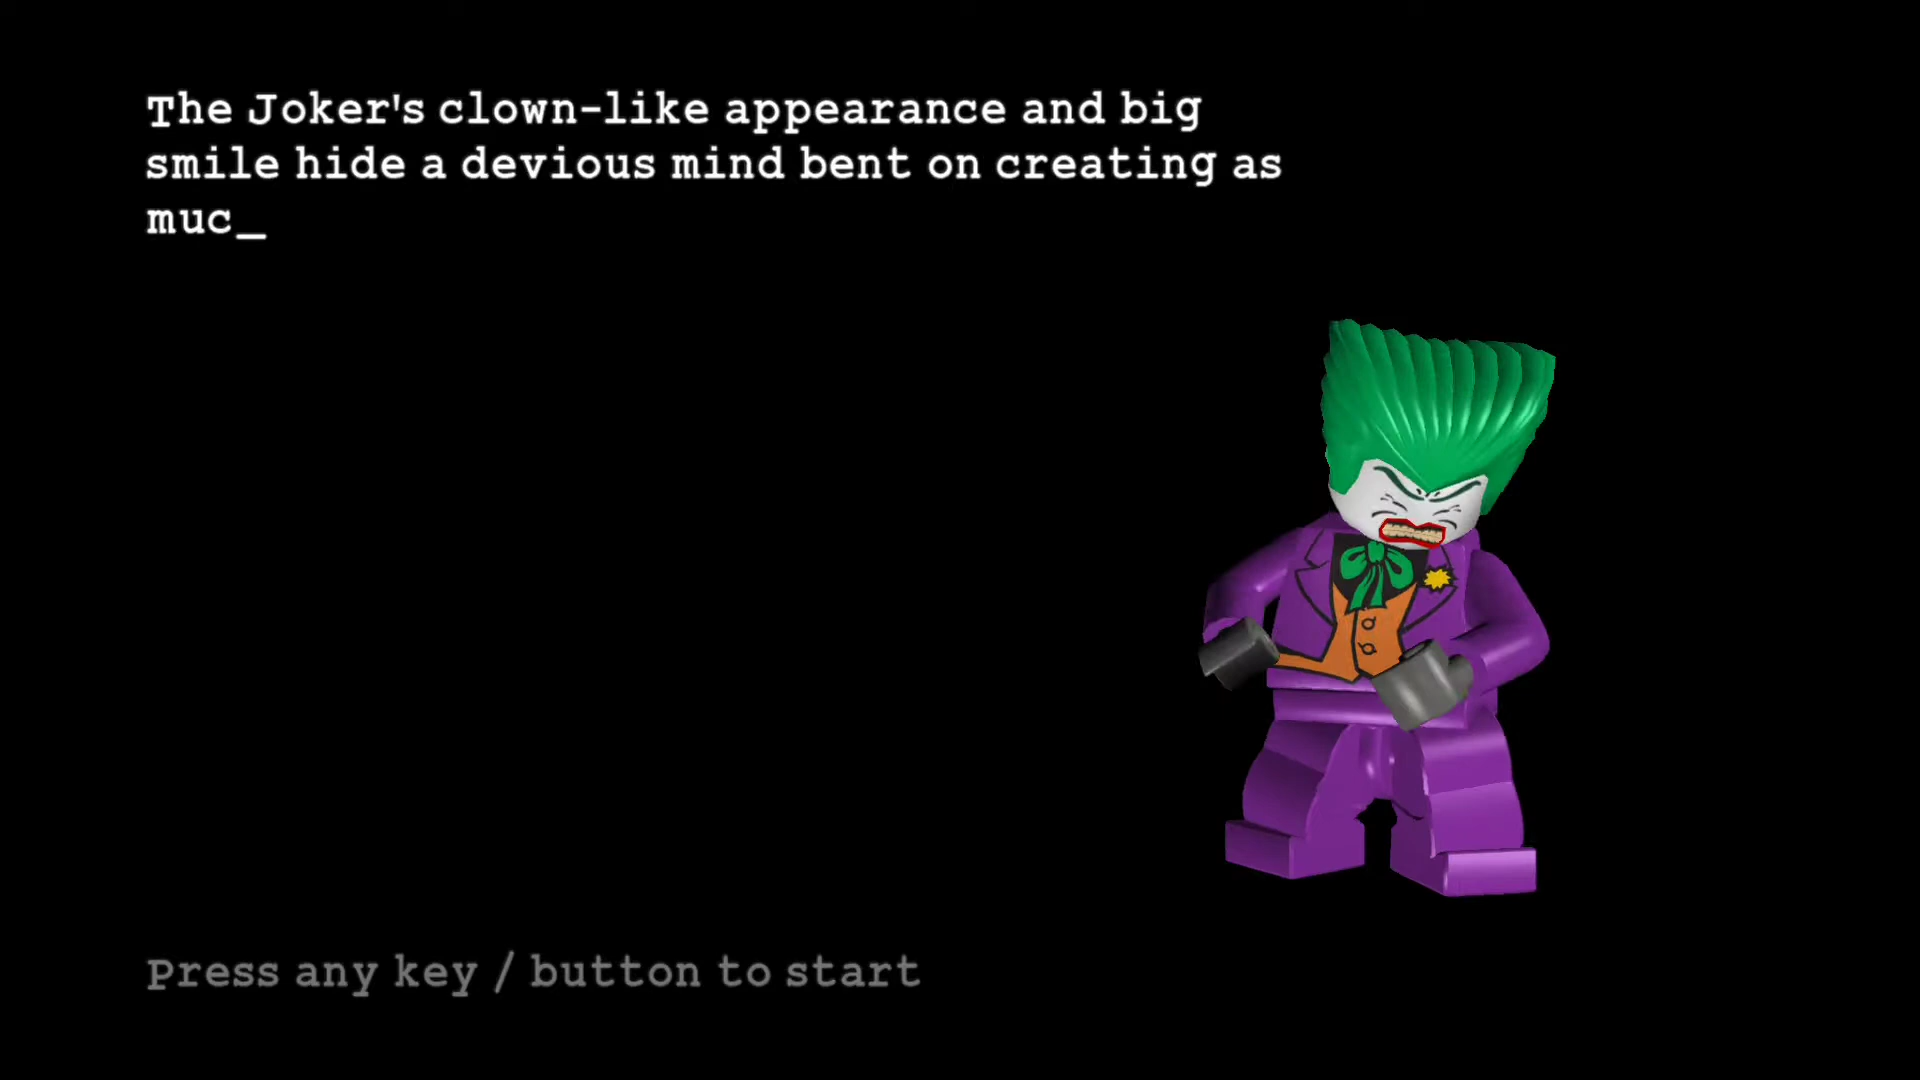 The Joker's clown-like appearance and big
smile hide a devious mind bent on creating as
muc_
Press any key / button to start